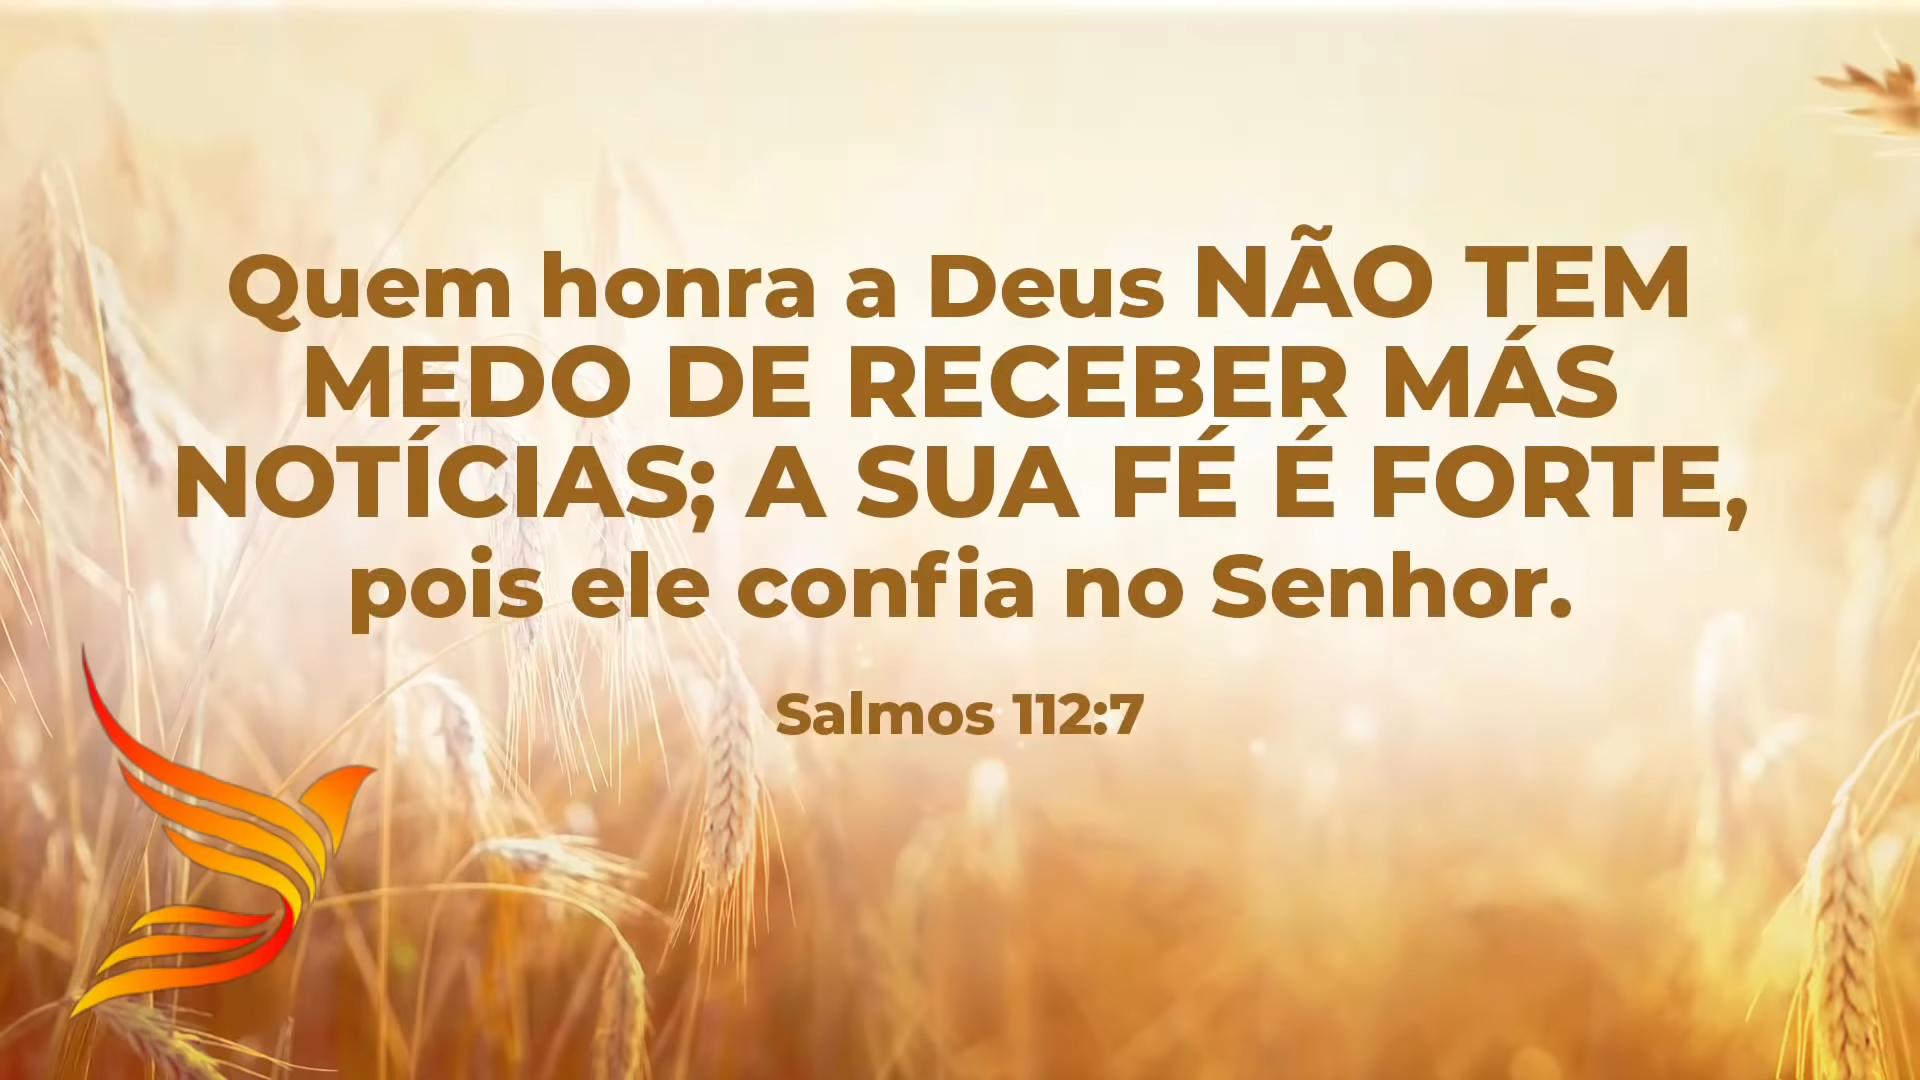 Quem honra a Deus NÃO TEM
MEDO DE RECEBER MÁS
NOTÍCIAS; A SUA FÉ É FORTE,
pois ele confia no Senhor.
Salmos 112:7